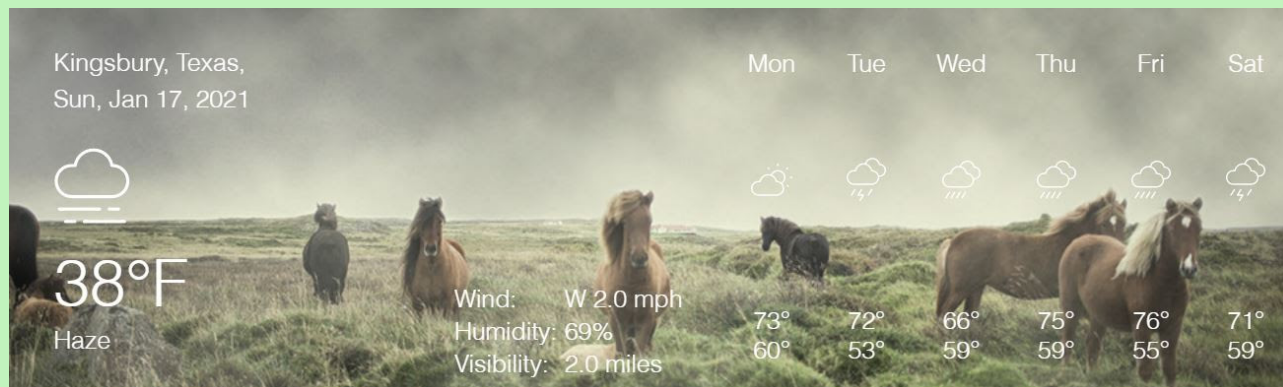 Kingsbury, Texas,
Sun, Jan 17, 2021
38°F
Haze
Wind: W 2.0 mph
Humidity: 69%
Visibility: 2.0 miles
Mon Tue Wed Thu Fri Sat
73° 72° 66° 75° 76° 71°
60° 53° 59° 59° 55° 59°